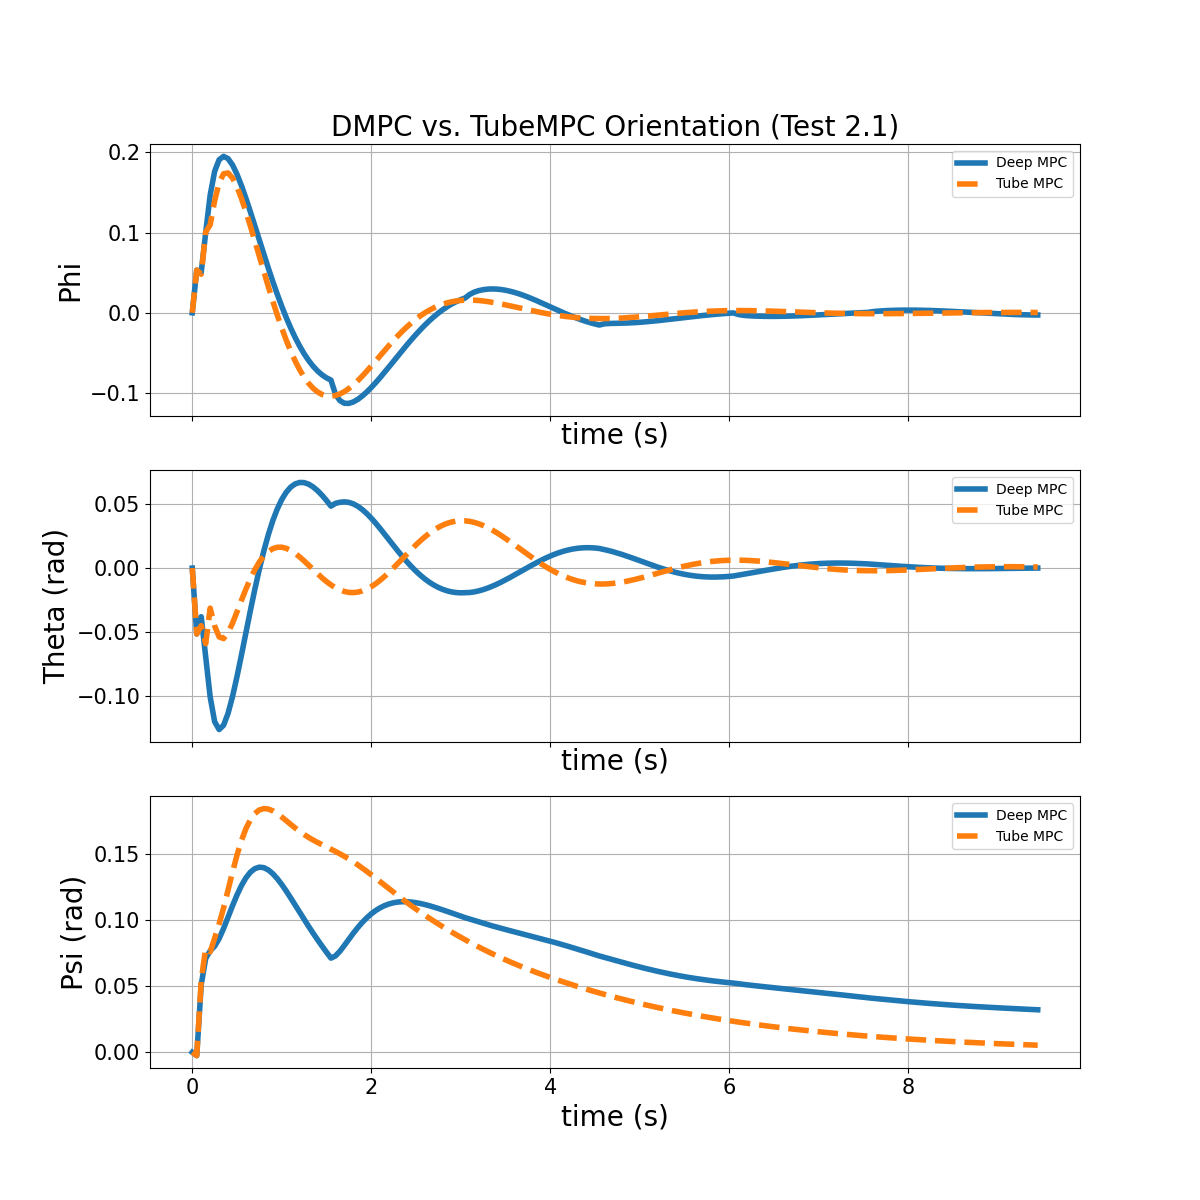 DMPC vs. TubeMPC Orientation (Test 2.1)
0.2
0.1
0.0
−0.1
Phi
Deep MPC
Tube MPC
time (s)
0.05
0.00
−0.05
−0.10
Theta (rad)
Deep MPC
Tube MPC
time (s)
0.15
0.10
0.05
0.00
Psi (rad)
Deep MPC
Tube MPC
0 2 4 6 8
time (s)